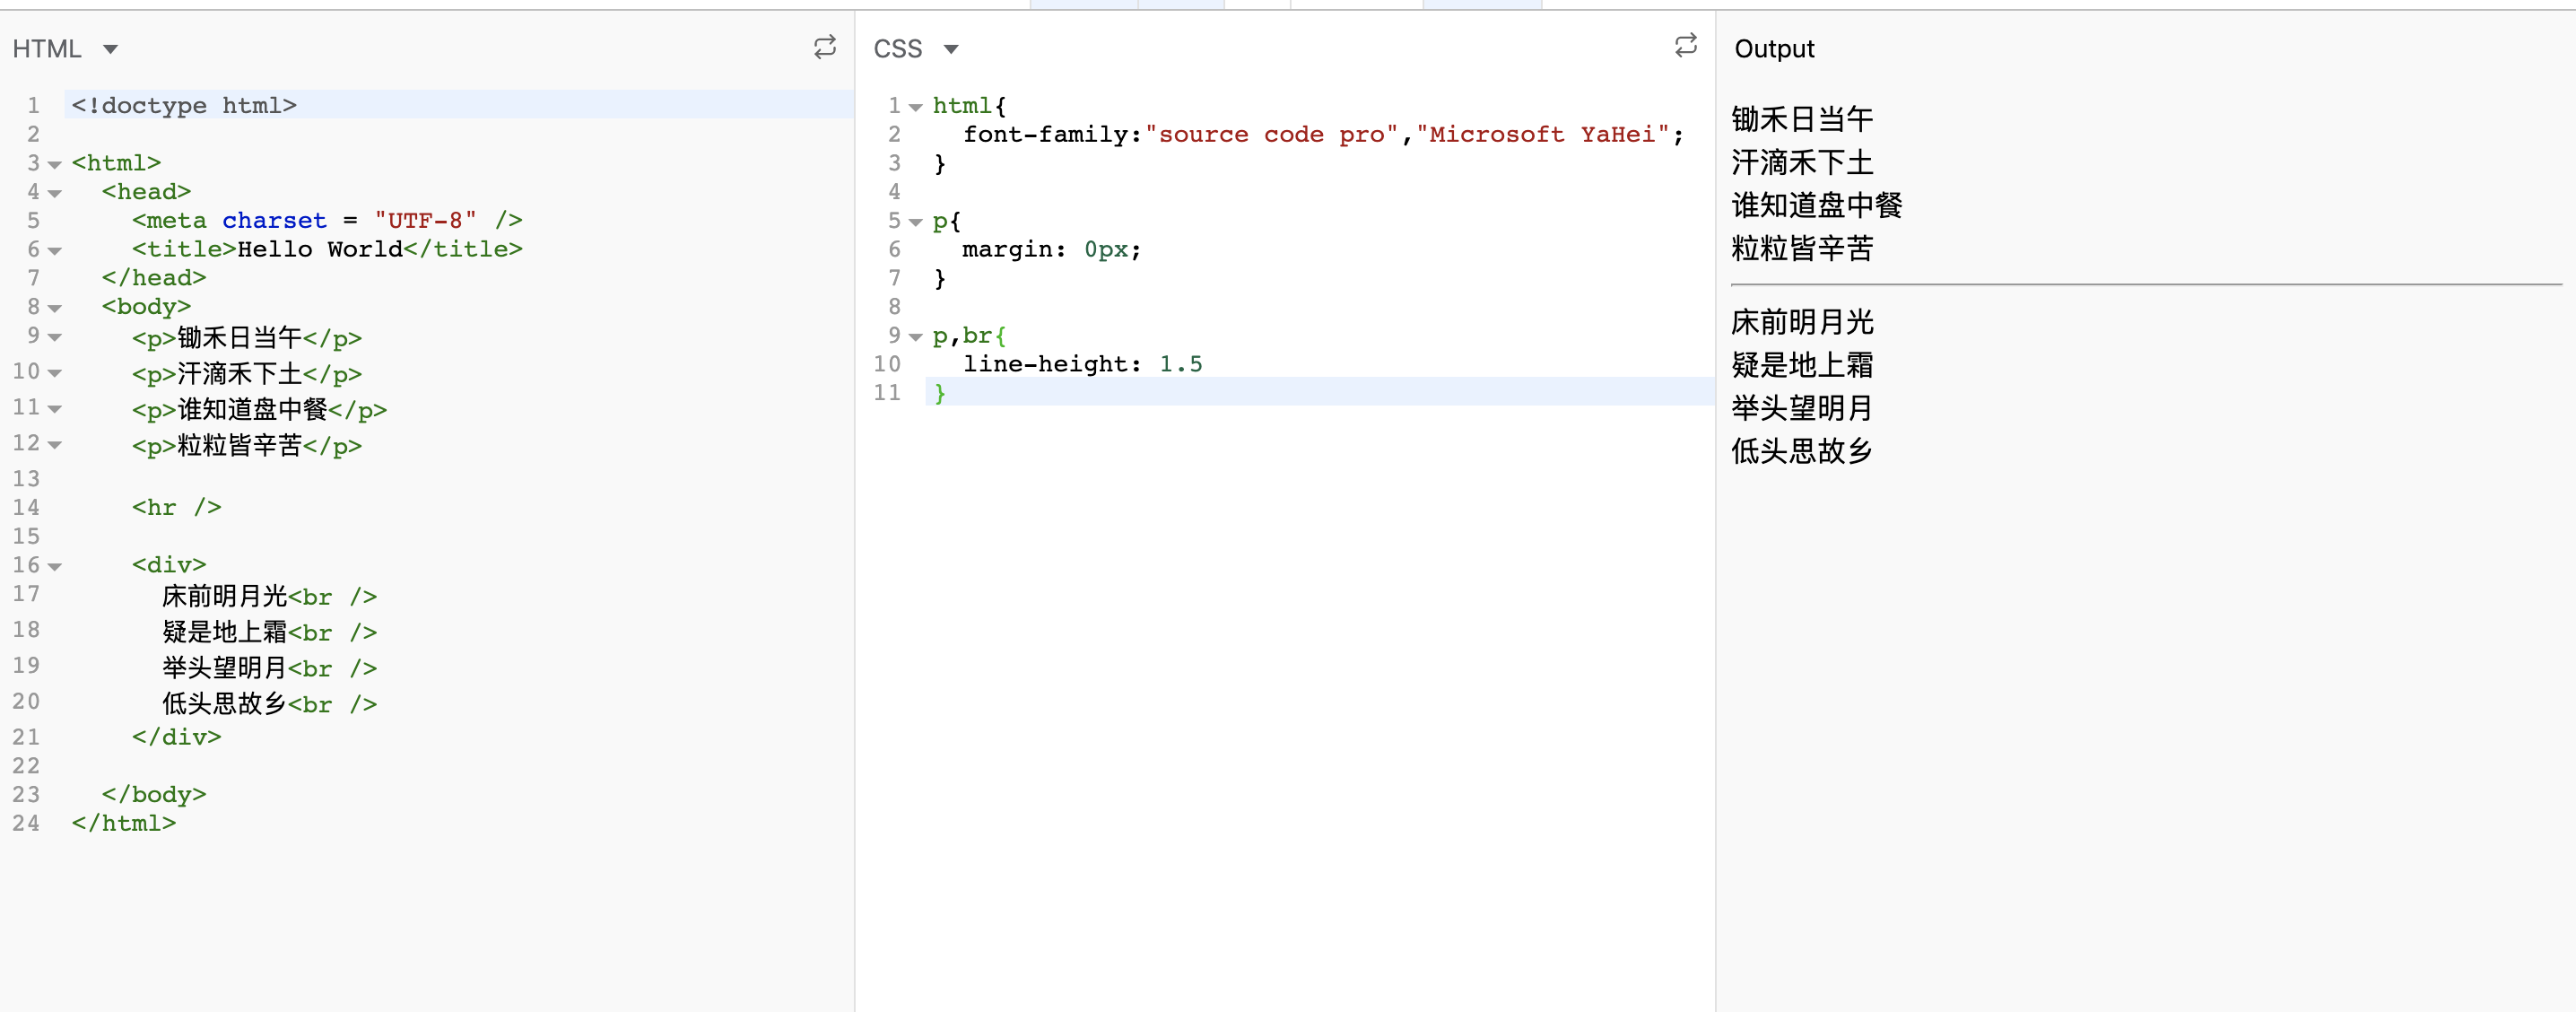 HTML
1 <!doctype html>
2
3 <html>
4 <head>
5 <meta charset = "UTF-8" />
6 <title>Hello World</title>
7 </head>
8 <body>
9 <p>锄禾日当午</p>
10 <p>汗滴禾下土</p>
11 <p>谁知道盘中餐</p>
12 <p>粒粒皆辛苦</p>
13
14 <hr />
15
16 <div>
17 床前明月光<br />
18 疑是地上霜<br />
19 举头望明月<br />
20 低头思故乡<br />
21 </div>
22
23 </body>
24 </html>
CSS
1 html{
2 font-family:"source code pro","Microsoft YaHei";
3 }
4
5 p{
6 margin: 0px;
7 }
8
9 p,br{
10 line-height: 1.5
11 }
Output
锄禾日当午
汗滴禾下土
谁知道盘中餐
粒粒皆辛苦
床前明月光
疑是地上霜
举头望明月
低头思故乡